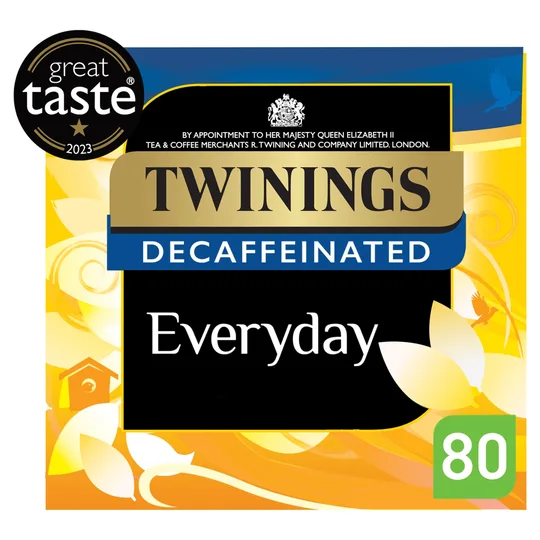 great
taste®
2023
BY APPOINTMENT TO HER MAJESTY QUEEN ELIZABETH II
TEA & COFFEE MERCHANTS R. TWINING AND COMPANY LIMITED. LONDON.
TWININGS
DECAFFEINATED
Everyday
80